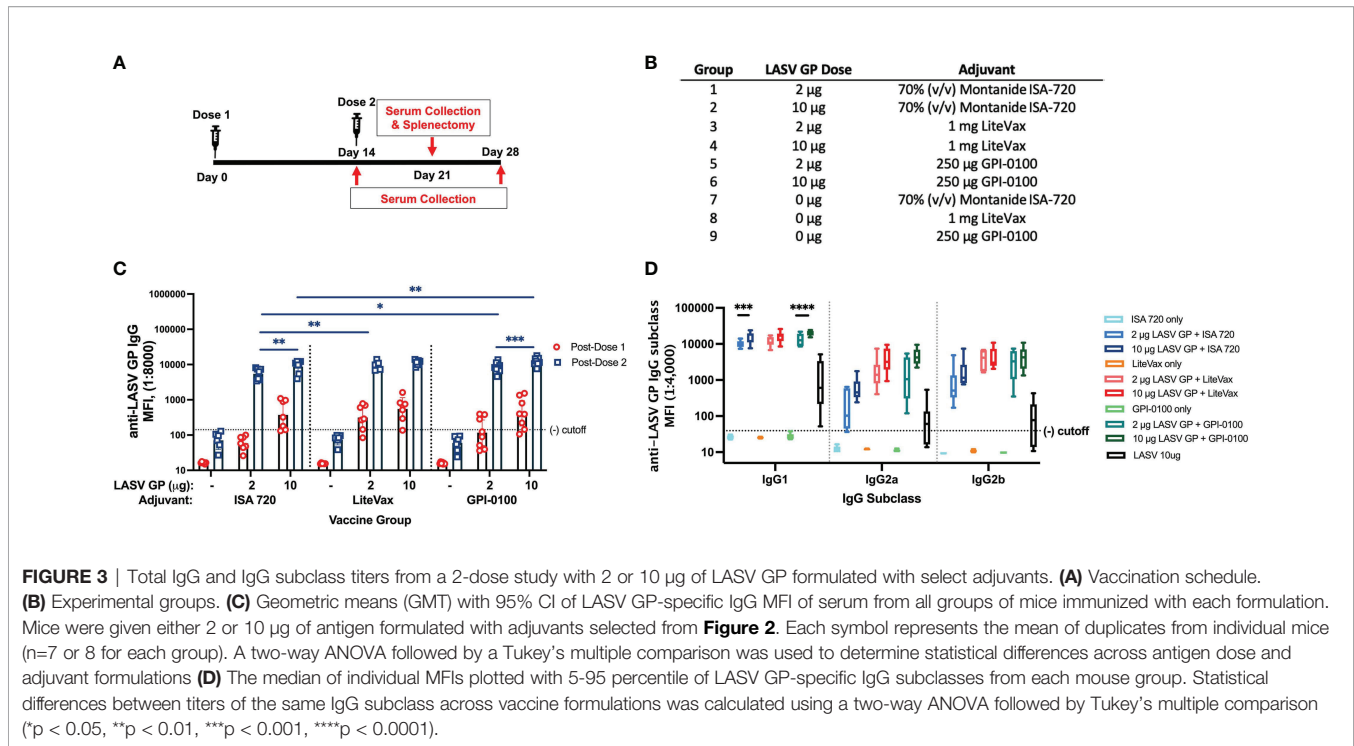 A
Dose 1
Dose 2
Serum Collection
& Splenectomy
Day 0
Day 14
Day 21
Day 28
Serum Collection
B
Group LASV GP Dose Adjuvant
1 2 µg 70% (v/v) Montanide ISA-720
2 10 µg 70% (v/v) Montanide ISA-720
3 2 µg 1 mg LiteVax
4 10 µg 1 mg LiteVax
5 2 µg 250 µg GPI-0100
6 10 µg 250 µg GPI-0100
7 0 µg 70% (v/v) Montanide ISA-720
8 0 µg 1 mg LiteVax
9 0 µg 250 µg GPI-0100
C
anti-LASV GP IgG
MFI, (1:8000)
1000000
100000
10000
1000
100
10
**
*
**
**
***
Post-Dose 1
Post-Dose 2
(-) cutoff
LASV GP (µg): - 2 10 - 2 10 - 2 10
Adjuvant: ISA 720 LiteVax GPI-0100
Vaccine Group
D
anti-LASV GP IgG subclass
MFI (1:4,000)
100000
10000
1000
100
10
***
****
(-) cutoff
IgG1 IgG2a IgG2b
IgG Subclass
ISA 720 only
2 µg LASV GP + ISA 720
10 µg LASV GP + ISA 720
LiteVax only
2 µg LASV GP + LiteVax
10 µg LASV GP + LiteVax
GPI-0100 only
2 µg LASV GP + GPI-0100
10 µg LASV GP + GPI-0100
LASV 10ug
FIGURE 3 | Total IgG and IgG subclass titers from a 2-dose study with 2 or 10 µg of LASV GP formulated with select adjuvants. (A) Vaccination schedule.
(B) Experimental groups. (C) Geometric means (GMT) with 95% CI of LASV GP-specific IgG MFI of serum from all groups of mice immunized with each formulation.
Mice were given either 2 or 10 µg of antigen formulated with adjuvants selected from Figure 2. Each symbol represents the mean of duplicates from individual mice
(n=7 or 8 for each group). A two-way ANOVA followed by a Tukey's multiple comparison was used to determine statistical differences across antigen dose and
adjuvant formulations (D) The median of individual MFIs plotted with 5-95 percentile of LASV GP-specific IgG subclasses from each mouse group. Statistical
differences between titers of the same IgG subclass across vaccine formulations was calculated using a two-way ANOVA followed by Tukey's multiple comparison
(*p < 0.05, **p < 0.01, ***p < 0.001, ****p < 0.0001).